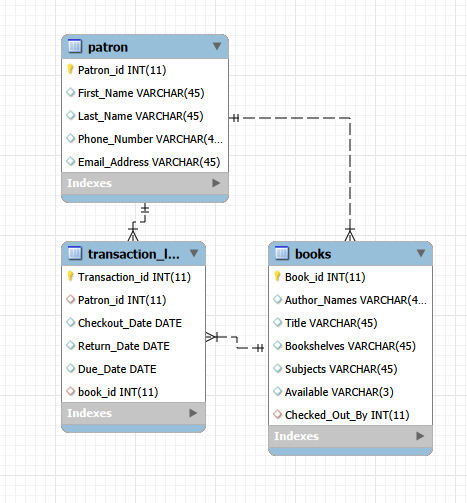 patron
Patron_id INT(11)
First_Name VARCHAR(45)
Last_Name VARCHAR(45)
Phone_Number VARCHAR(4...
Email_Address VARCHAR(45)
Indexes
transaction_l...
Transaction_id INT(11)
Patron_id INT(11)
Checkout_Date DATE
Return_Date DATE
Due_Date DATE
book_id INT(11)
Indexes
books
Book_id INT(11)
Author_Names VARCHAR(4...
Title VARCHAR(45)
Bookshelves VARCHAR(45)
Subjects VARCHAR(45)
Available VARCHAR(3)
Checked_Out_By INT(11)
Indexes